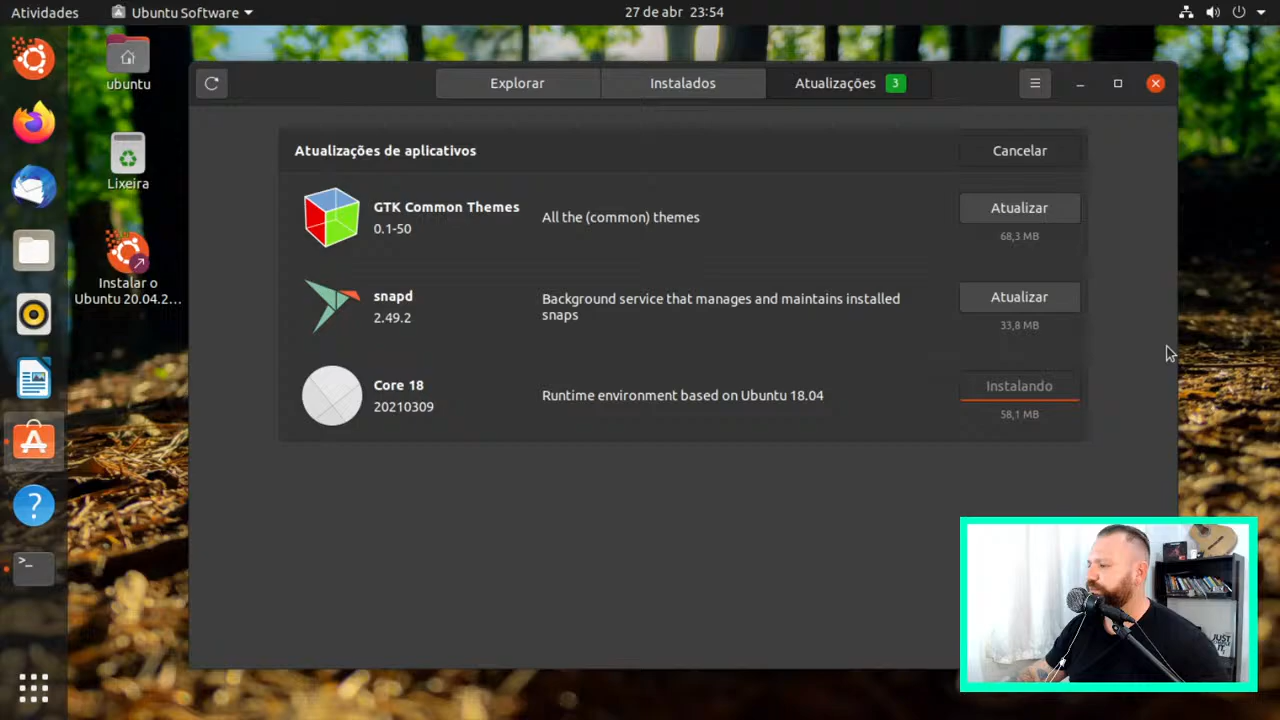 Atividades
Ubuntu Software
27 de abr 23:54
ubuntu
Lixeira
Instalar o
Ubuntu 20.04.2…
Explorar
Instalados
Atualizações 3
Atualizações de aplicativos
Cancelar
GTK Common Themes
0.1-50
All the (common) themes
Atualizar
68,3 MB
snapd
2.49.2
Background service that manages and maintains installed
snaps
Atualizar
33,8 MB
Core 18
20210309
Runtime environment based on Ubuntu 18.04
Instalando
58,1 MB
JUST